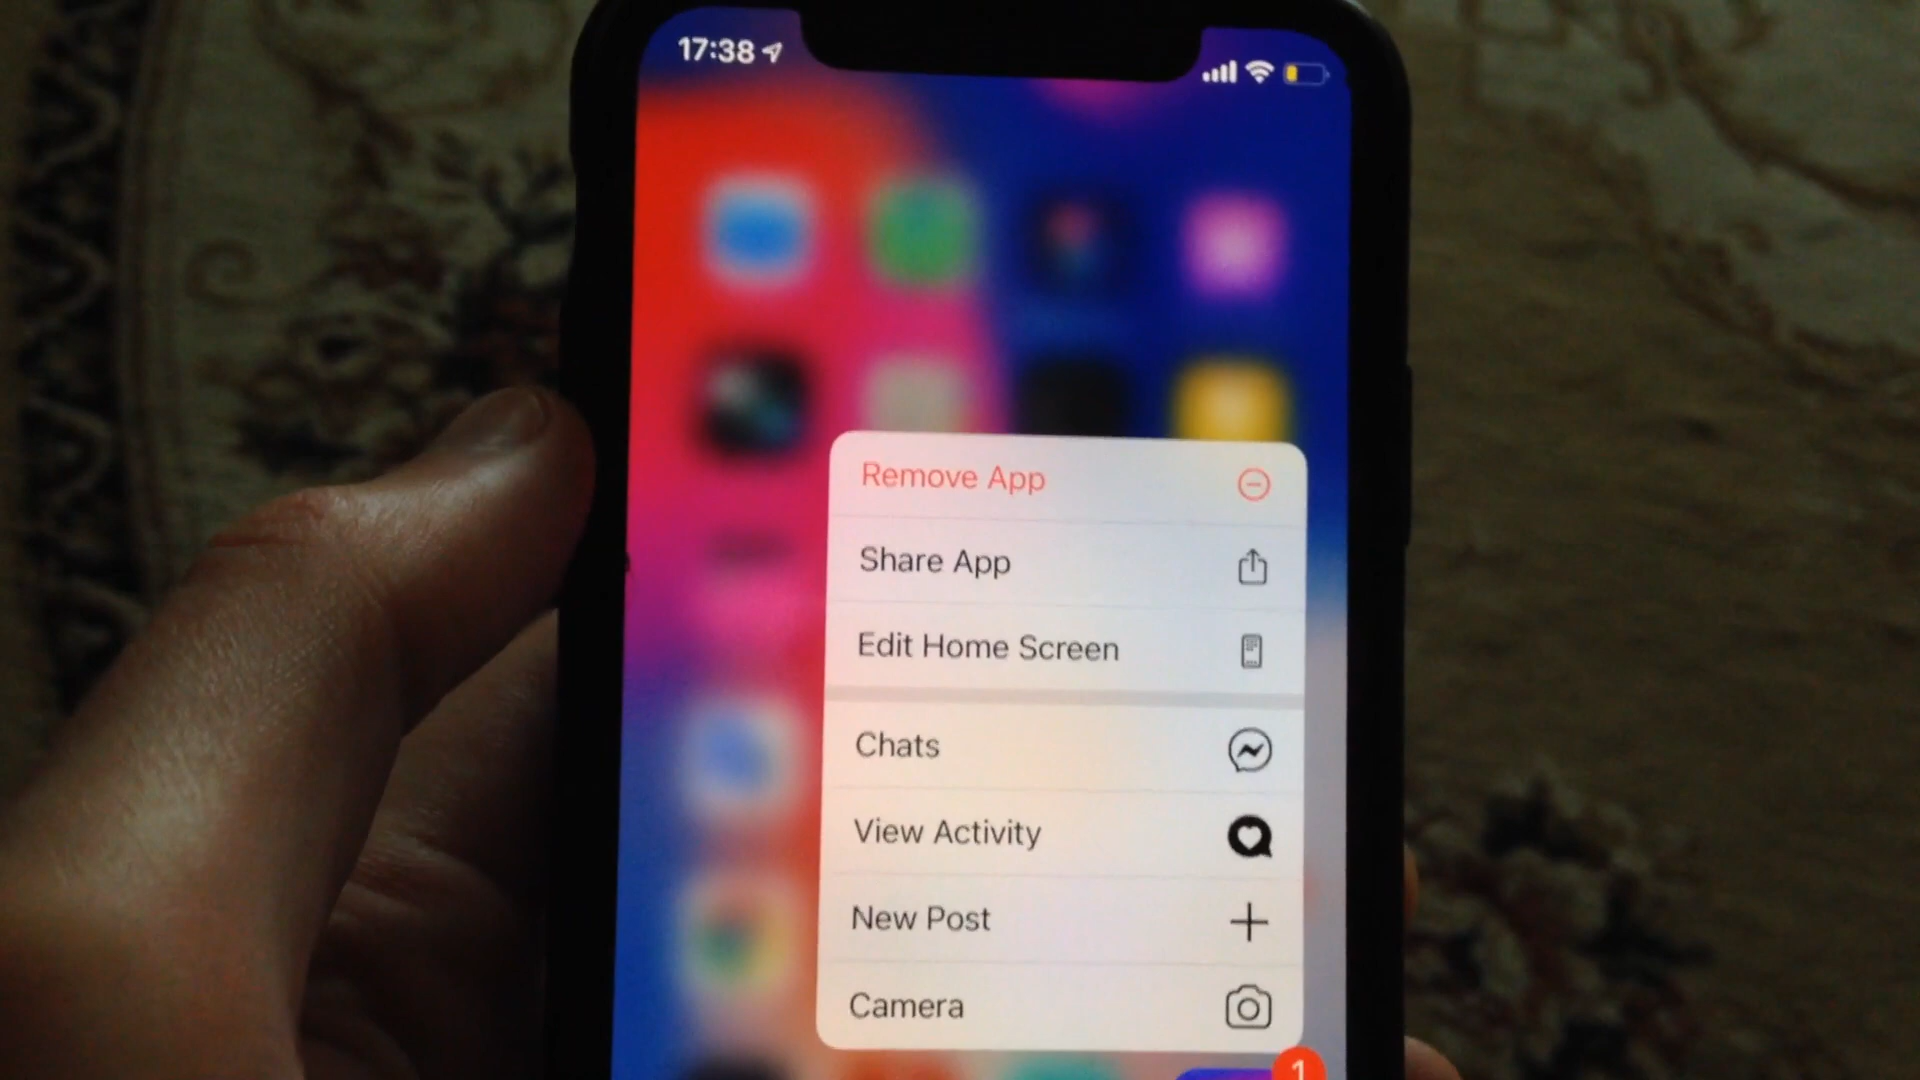 17:38
Remove App
Share App
Edit Home Screen
Chats
View Activity
New Post
Camera
1